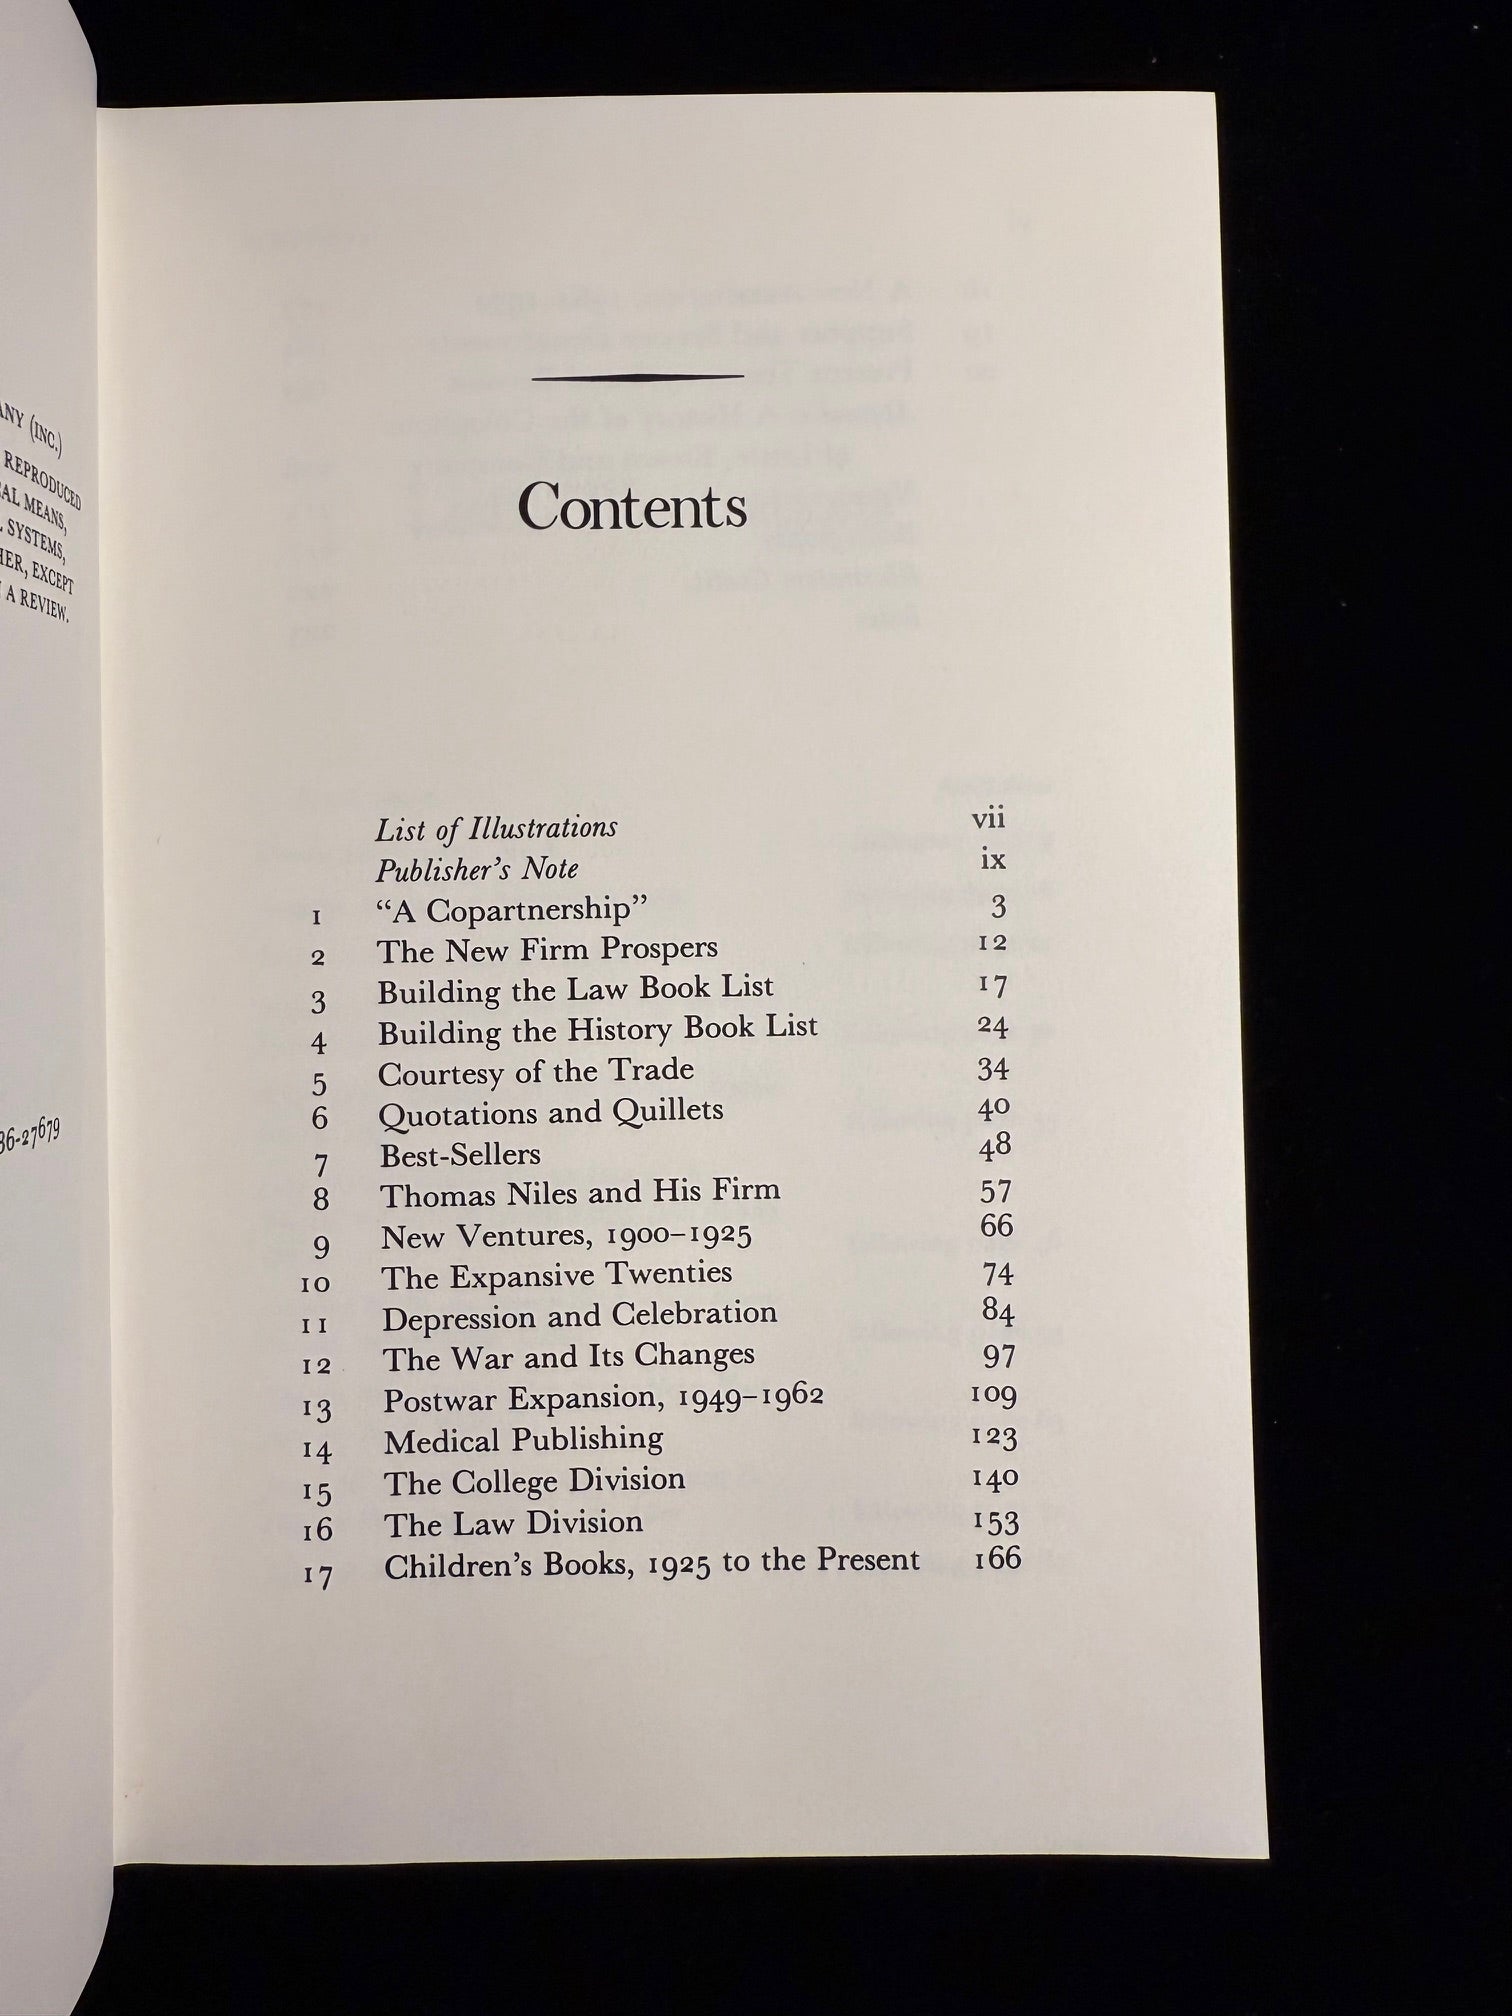 ANY (INC.)
REPRODUCED
CAL MEANS,
SYSTEMS,
HER, EXCEPT
A REVIEW.
86-27679
Contents
List of Illustrations vii
Publisher's Note ix
1 “A Copartnership” 3
2 The New Firm Prospers 12
3 Building the Law Book List 17
4 Building the History Book List 24
5 Courtesy of the Trade 34
6 Quotations and Quillets 40
7 Best-Sellers 48
8 Thomas Niles and His Firm 57
9 New Ventures, 1900–1925 66
10 The Expansive Twenties 74
11 Depression and Celebration 84
12 The War and Its Changes 97
13 Postwar Expansion, 1949–1962 109
14 Medical Publishing 123
15 The College Division 140
16 The Law Division 153
17 Children's Books, 1925 to the Present 166